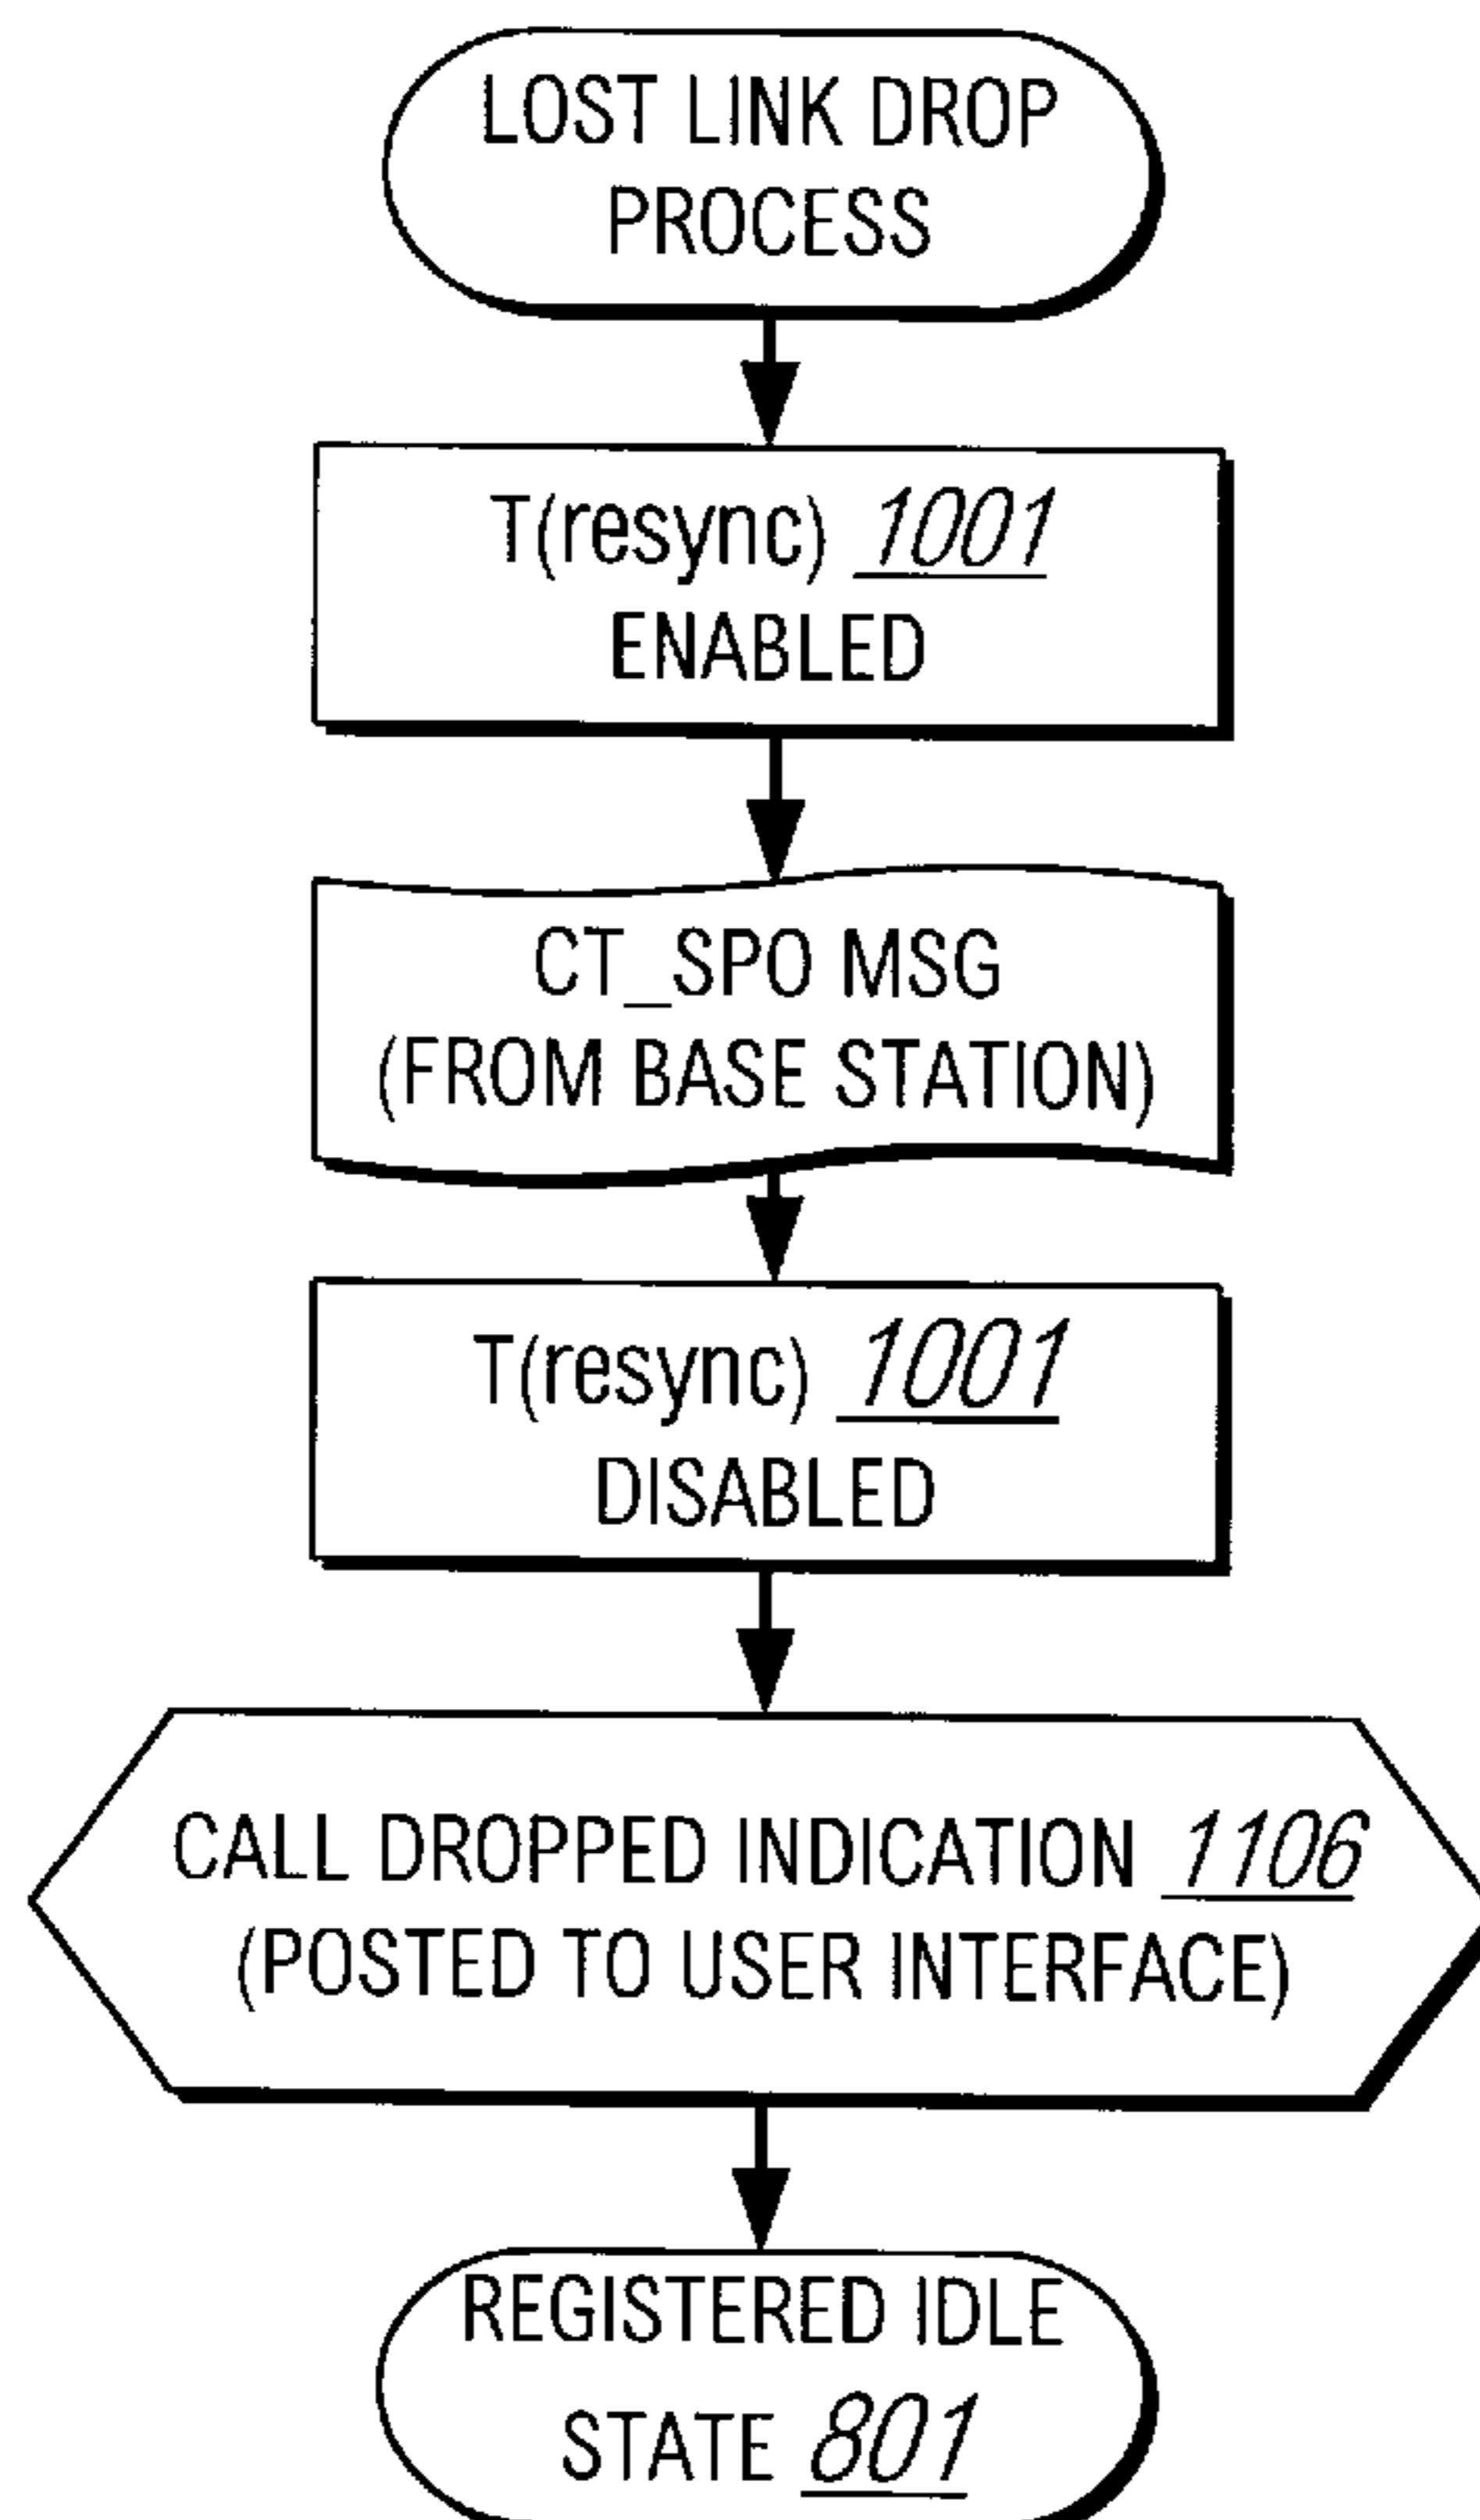 LOST LINK DROP
PROCESS
T(resync) 1001
ENABLED
CT_SPO MSG
(FROM BASE STATION)
T(resync) 1001
DISABLED
CALL DROPPED INDICATION 1106
(POSTED TO USER INTERFACE)
REGISTERED IDLE
STATE 801